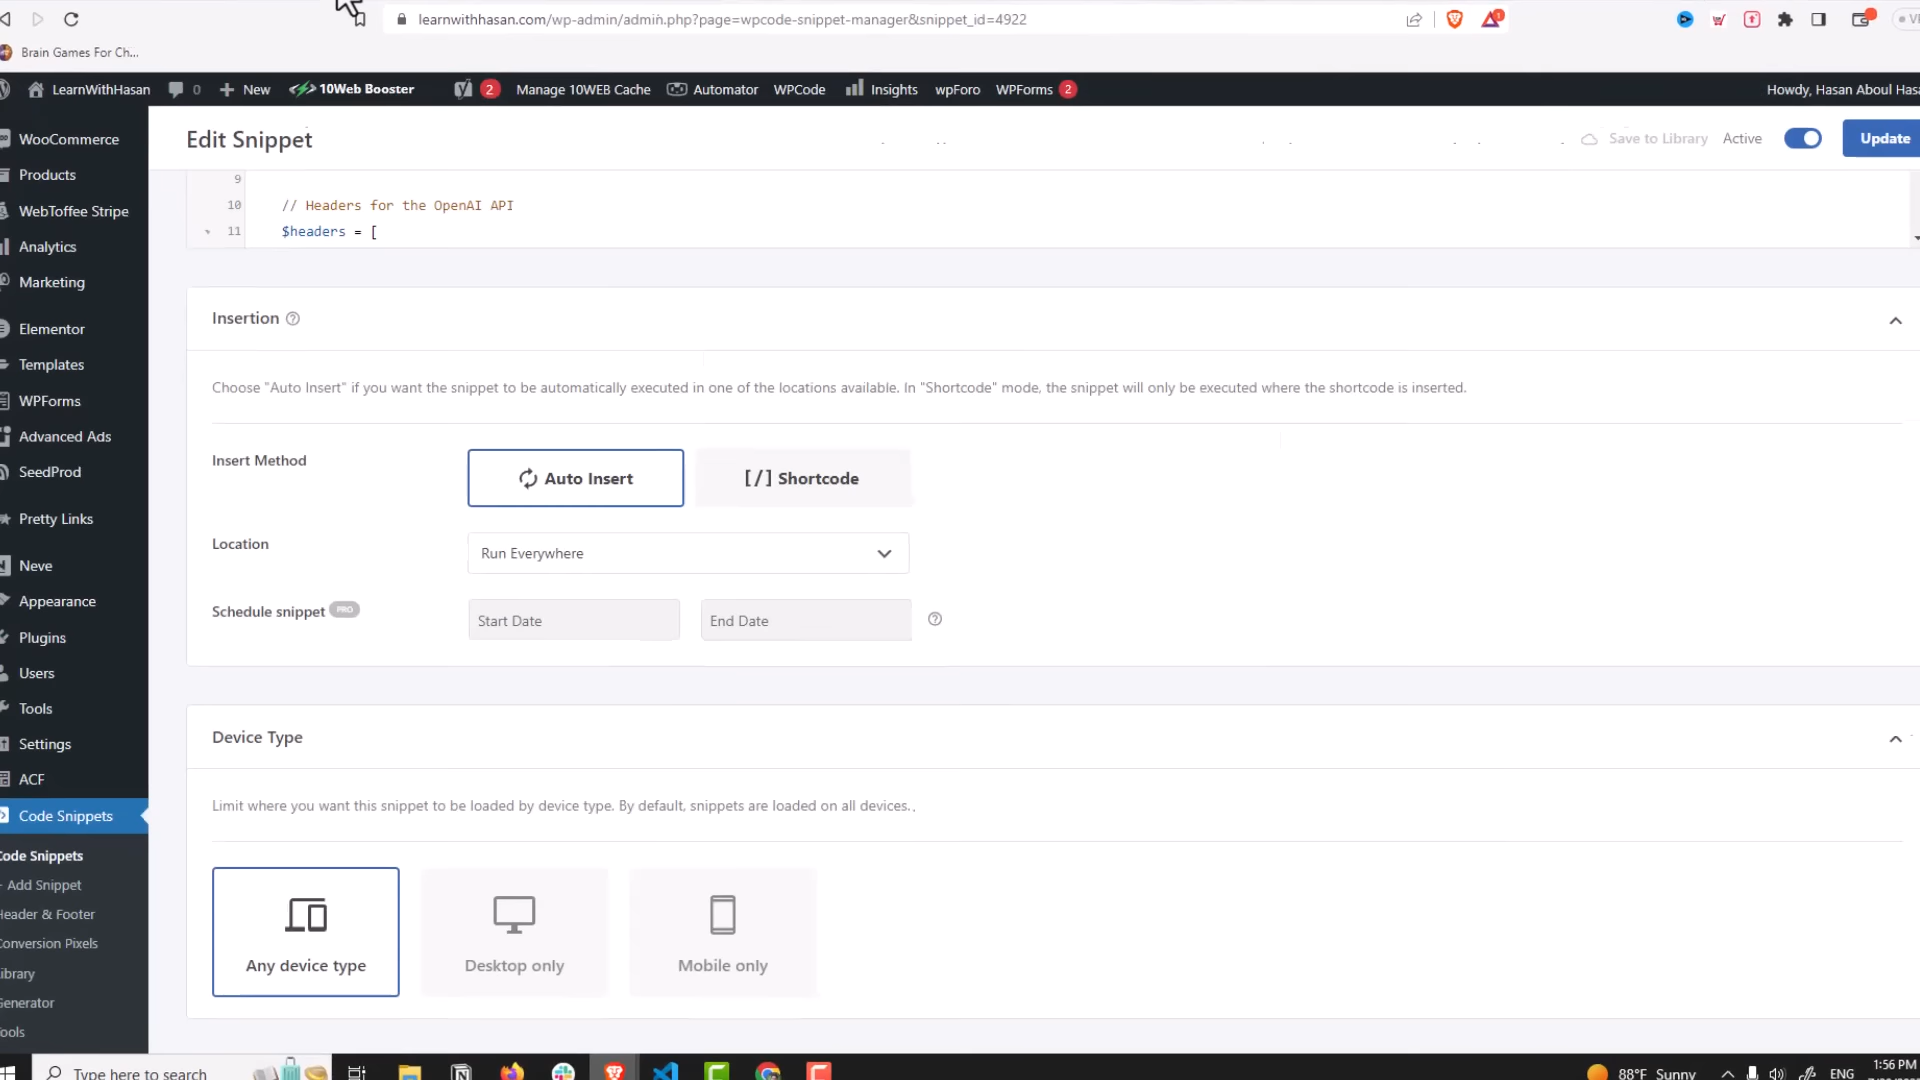 learnwithhasan.com/wp-admin/admin.php?page=wpcode-snippet-manager&snippet_id=4922
Brain Games For Ch...
LearnWithHasan
0
New
10Web Booster
2
Manage 10WEB Cache
Automator
WPCode
Insights
wpForo
WPForms
2
Howdy, Hasan Aboul Hasa
WooCommerce
Products
WebToffee Stripe
Analytics
Marketing
Elementor
Templates
WPForms
Advanced Ads
SeedProd
Pretty Links
Neve
Appearance
Plugins
Users
Tools
Settings
ACF
Code Snippets
Code Snippets
+ Add Snippet
Header & Footer
Conversion Pixels
Library
Generator
Tools
Edit Snippet
Save to Library
Active
Update
9
10 // Headers for the OpenAI API
11 $headers = [
Insertion
Choose "Auto Insert" if you want the snippet to be automatically executed in one of the locations available. In "Shortcode" mode, the snippet will only be executed where the shortcode is inserted.
Insert Method
Auto Insert
[/] Shortcode
Location
Run Everywhere
Schedule snippet PRO
Start Date
End Date
Device Type
Limit where you want this snippet to be loaded by device type. By default, snippets are loaded on all devices..
Any device type
Desktop only
Mobile only
Type here to search
88°F Sunny
ENG
1:56 PM